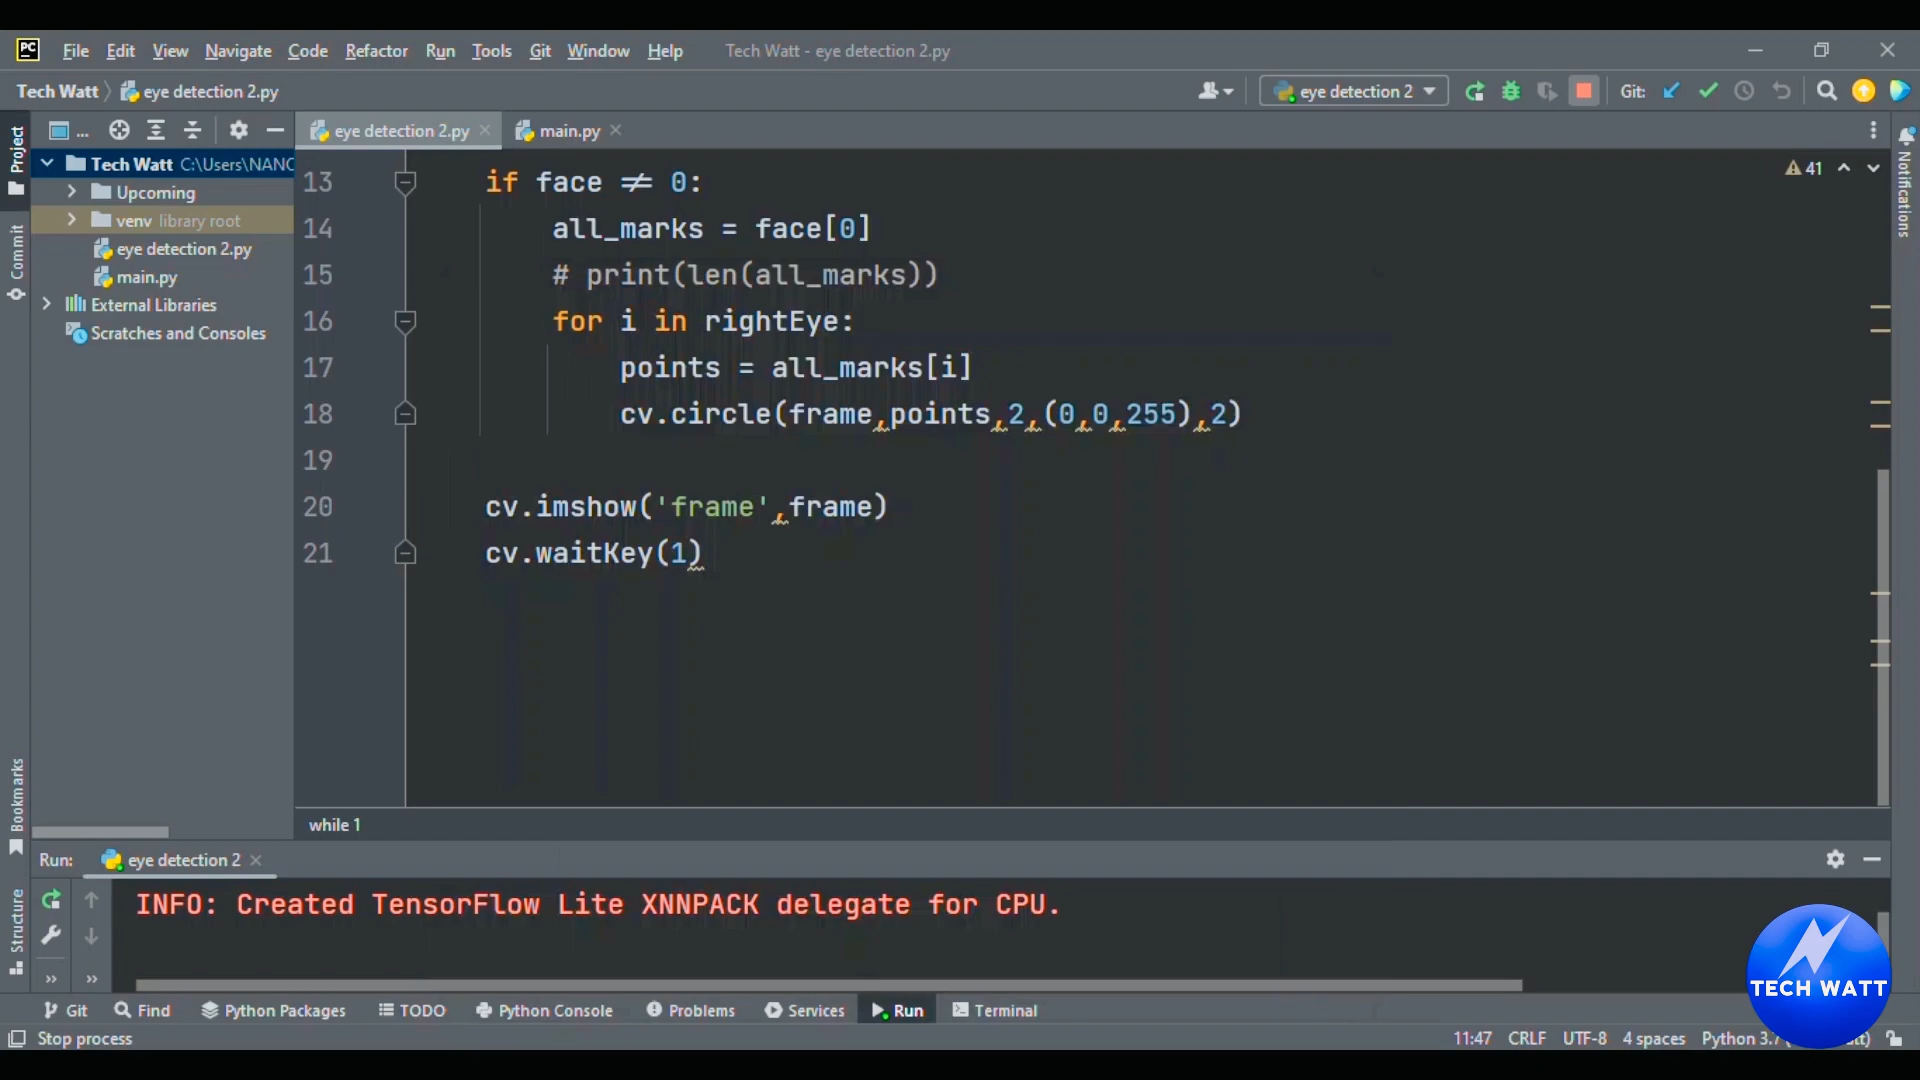 PC File Edit View Navigate Code Refactor Run Tools Git Window Help Tech Watt - eye detection 2.py
Tech Watt eye detection 2.py eye detection 2 Git:
Project ... eye detection 2.py main.py
Tech Watt C:\Users\NANC
Upcoming
venv library root
eye detection 2.py
main.py
External Libraries
Scratches and Consoles
Commit
Bookmarks
Structure
Notifications
41
13 if face ≠ 0:
14 all_marks = face[0]
15 # print(len(all_marks))
16 for i in rightEye:
17 points = all_marks[i]
18 cv.circle(frame,points,2,(0,0,255),2)
19
20 cv.imshow('frame',frame)
21 cv.waitKey(1)
while 1
Run: eye detection 2
INFO: Created TensorFlow Lite XNNPACK delegate for CPU.
TECH WATT
Git Find Python Packages TODO Python Console Problems Services Run Terminal
Stop process 11:47 CRLF UTF-8 4 spaces Python 3.7